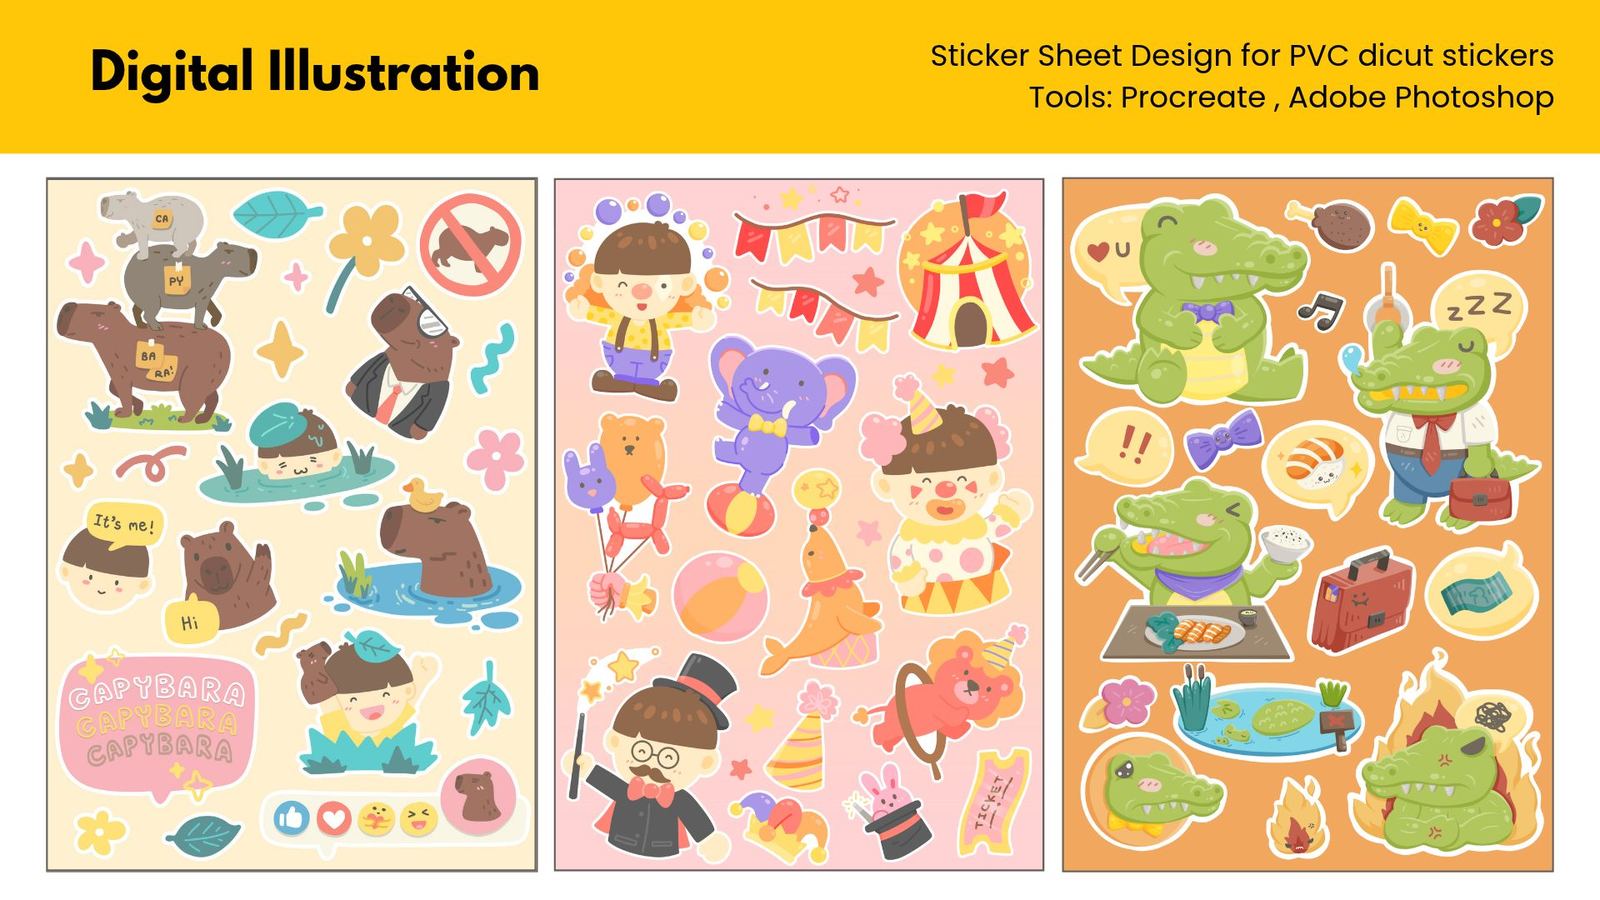 Digital Illustration
Sticker Sheet Design for PVC dicut stickers
Tools: Procreate , Adobe Photoshop
CA
PY
BA
RA!
It's me!
Hi
CAPYBARA
CAPYBARA
CAPYBARA
TICKET
U
zZZ
!!